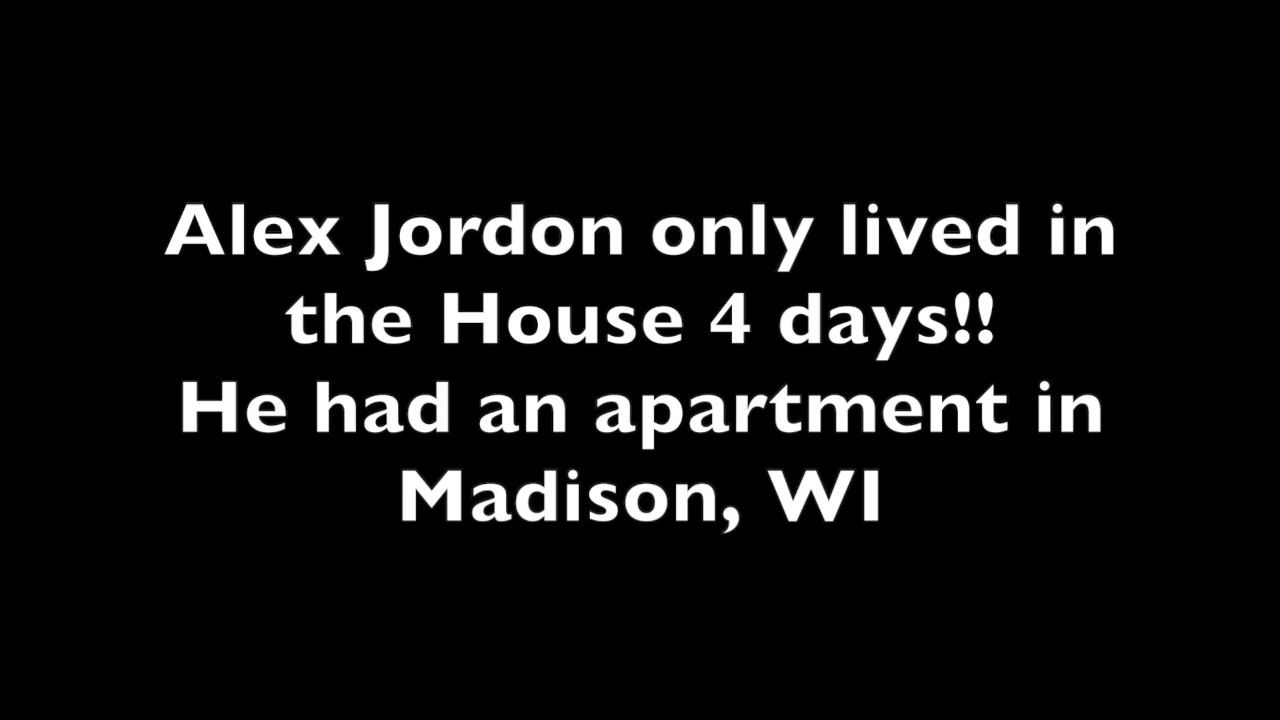 Alex Jordon only lived in
the House 4 days!!
He had an apartment in
Madison, WI